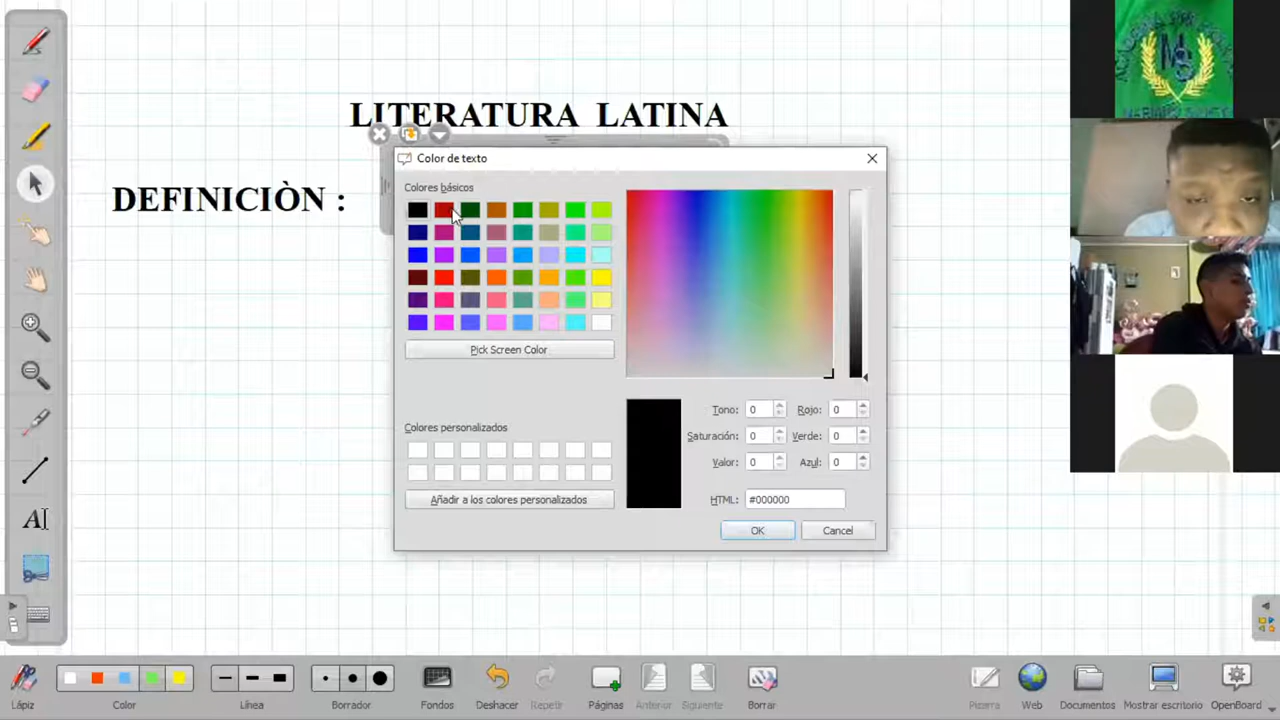 LITERATURA LATINA
DEFINICIÒN :
Color de texto
Colores básicos
Pick Screen Color
Colores personalizados
Añadir a los colores personalizados
Tono: 0
Rojo: 0
Saturación: 0
Verde: 0
Valor: 0
Azul: 0
HTML: #000000
OK
Cancel
MS
Lápiz
Color
Línea
Borrador
Fondos
Deshacer
Repetir
Páginas
Anterior
Siguiente
Borrar
Pizarra
Web
Documentos
Mostrar escritorio
OpenBoard